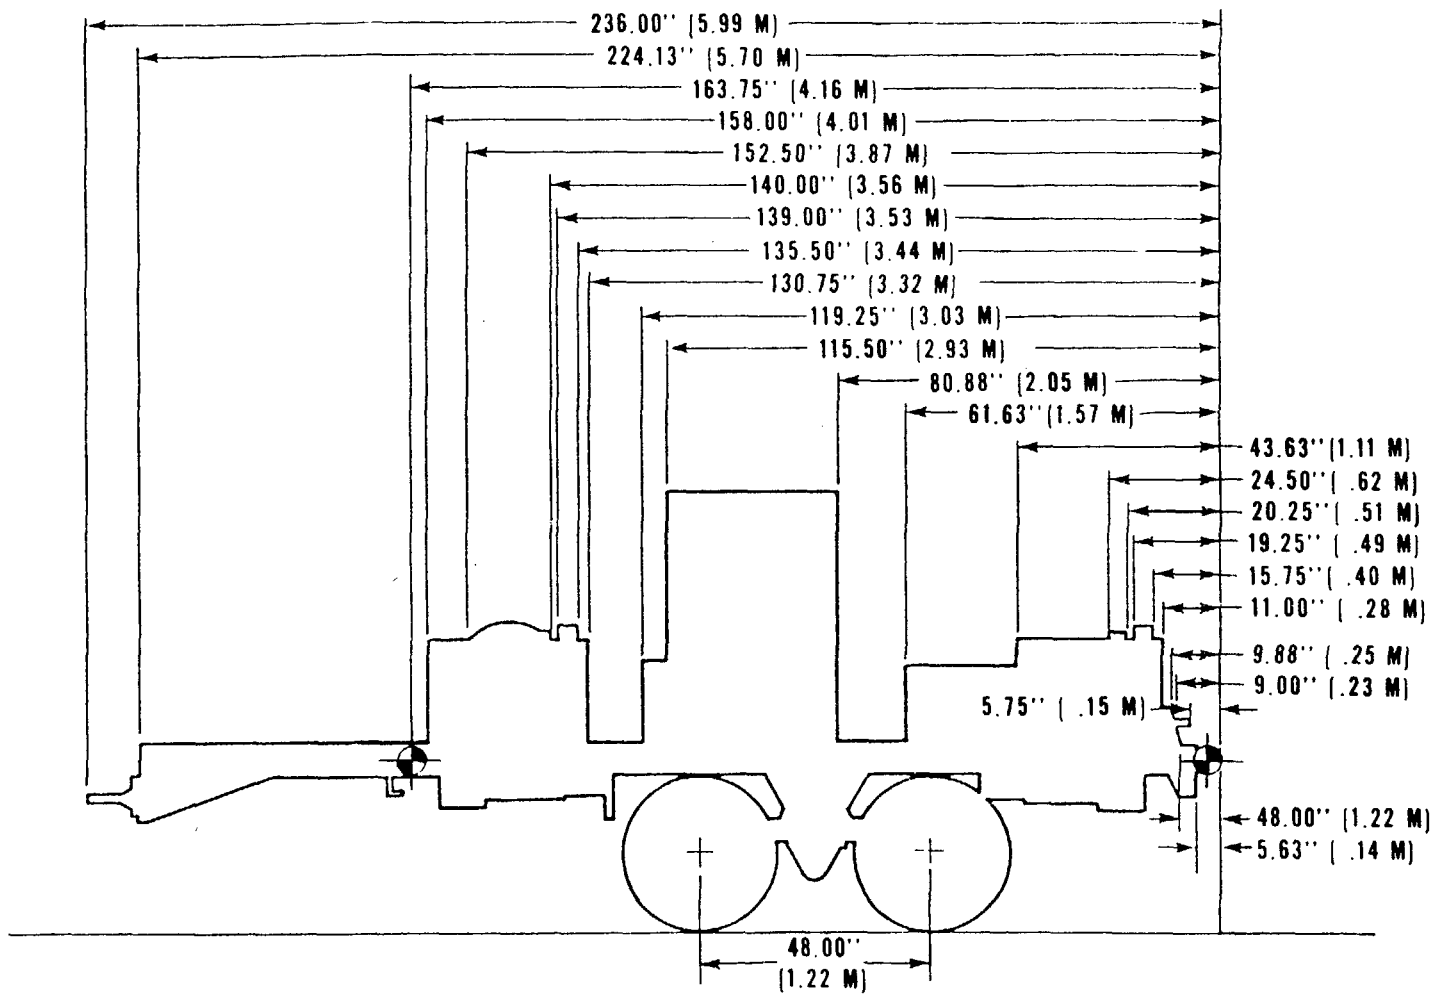 236.00'' (5.99 M)
224.13'' (5.70 M)
163.75'' (4.16 M)
158.00'' (4.01 M)
152.50'' (3.87 M)
140.00'' (3.56 M)
139.00'' (3.53 M)
135.50'' (3.44 M)
130.75'' (3.32 M)
119.25'' (3.03 M)
115.50'' (2.93 M)
80.88'' (2.05 M)
61.63'' (1.57 M)
43.63'' (1.11 M)
24.50'' ( .62 M)
20.25'' ( .51 M)
19.25'' ( .49 M)
15.75'' ( .40 M)
11.00'' ( .28 M)
9.88'' ( .25 M)
9.00'' (.23 M)
5.75'' ( .15 M)
48.00'' (1.22 M)
5.63'' ( .14 M)
48.00''
(1.22 M)